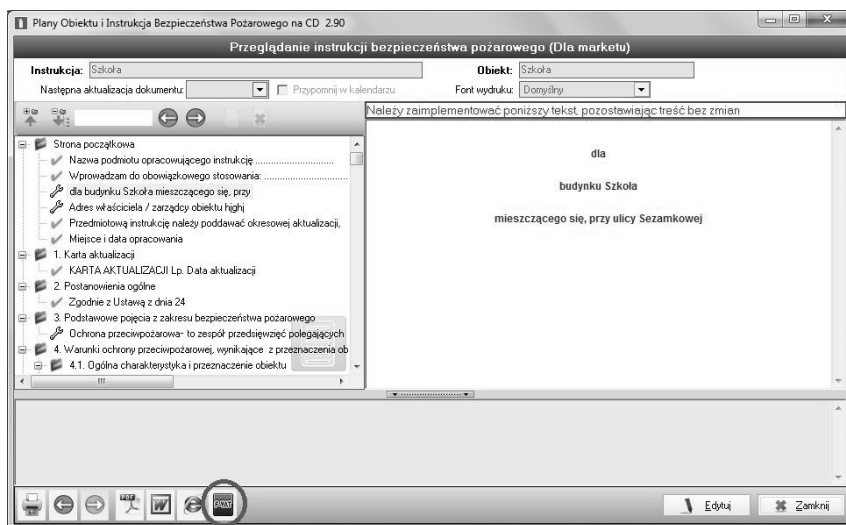 Plany Obiektu i Instrukcja Bezpieczeństwa Pożarowego na CD 2.90
Przeglądanie instrukcji bezpieczeństwa pożarowego (Dla marketu)
Instrukcja: Szkoła
Obiekt: Szkoła
Następna aktualizacja dokumentu:
Przypomnij w kalendarzu
Font wydruku: Domyślny
Należy zaimplementować poniższy tekst, pozostawiając treść bez zmian
Strona początkowa
Nazwa podmiotu opracowującego instrukcję ..............................
Wprowadzam do obowiązkowego stosowania: ..............................
dla budynku Szkoła mieszczącego się, przy
Adres właściciela / zarządcy obiektu hjghj
Przedmiotową instrukcję należy poddawać okresowej aktualizacji,
Miejsce i data opracowania
1. Karta aktualizacji
KARTA AKTUALIZACJI Lp. Data aktualizacji
2. Postanowienia ogólne
Zgodnie z Ustawą z dnia 24
3. Podstawowe pojęcia z zakresu bezpieczeństwa pożarowego
Ochrona przeciwpożarowa- to zespół przedsięwzięć polegających
4. Warunki ochrony przeciwpożarowej, wynikające z przeznaczenia ob
4.1. Ogólna charakterystyka i przeznaczenie obiektu
dla
budynku Szkoła
mieszczącego się, przy ulicy Sezamkowej
PDF
W
Edytuj
Zamknij